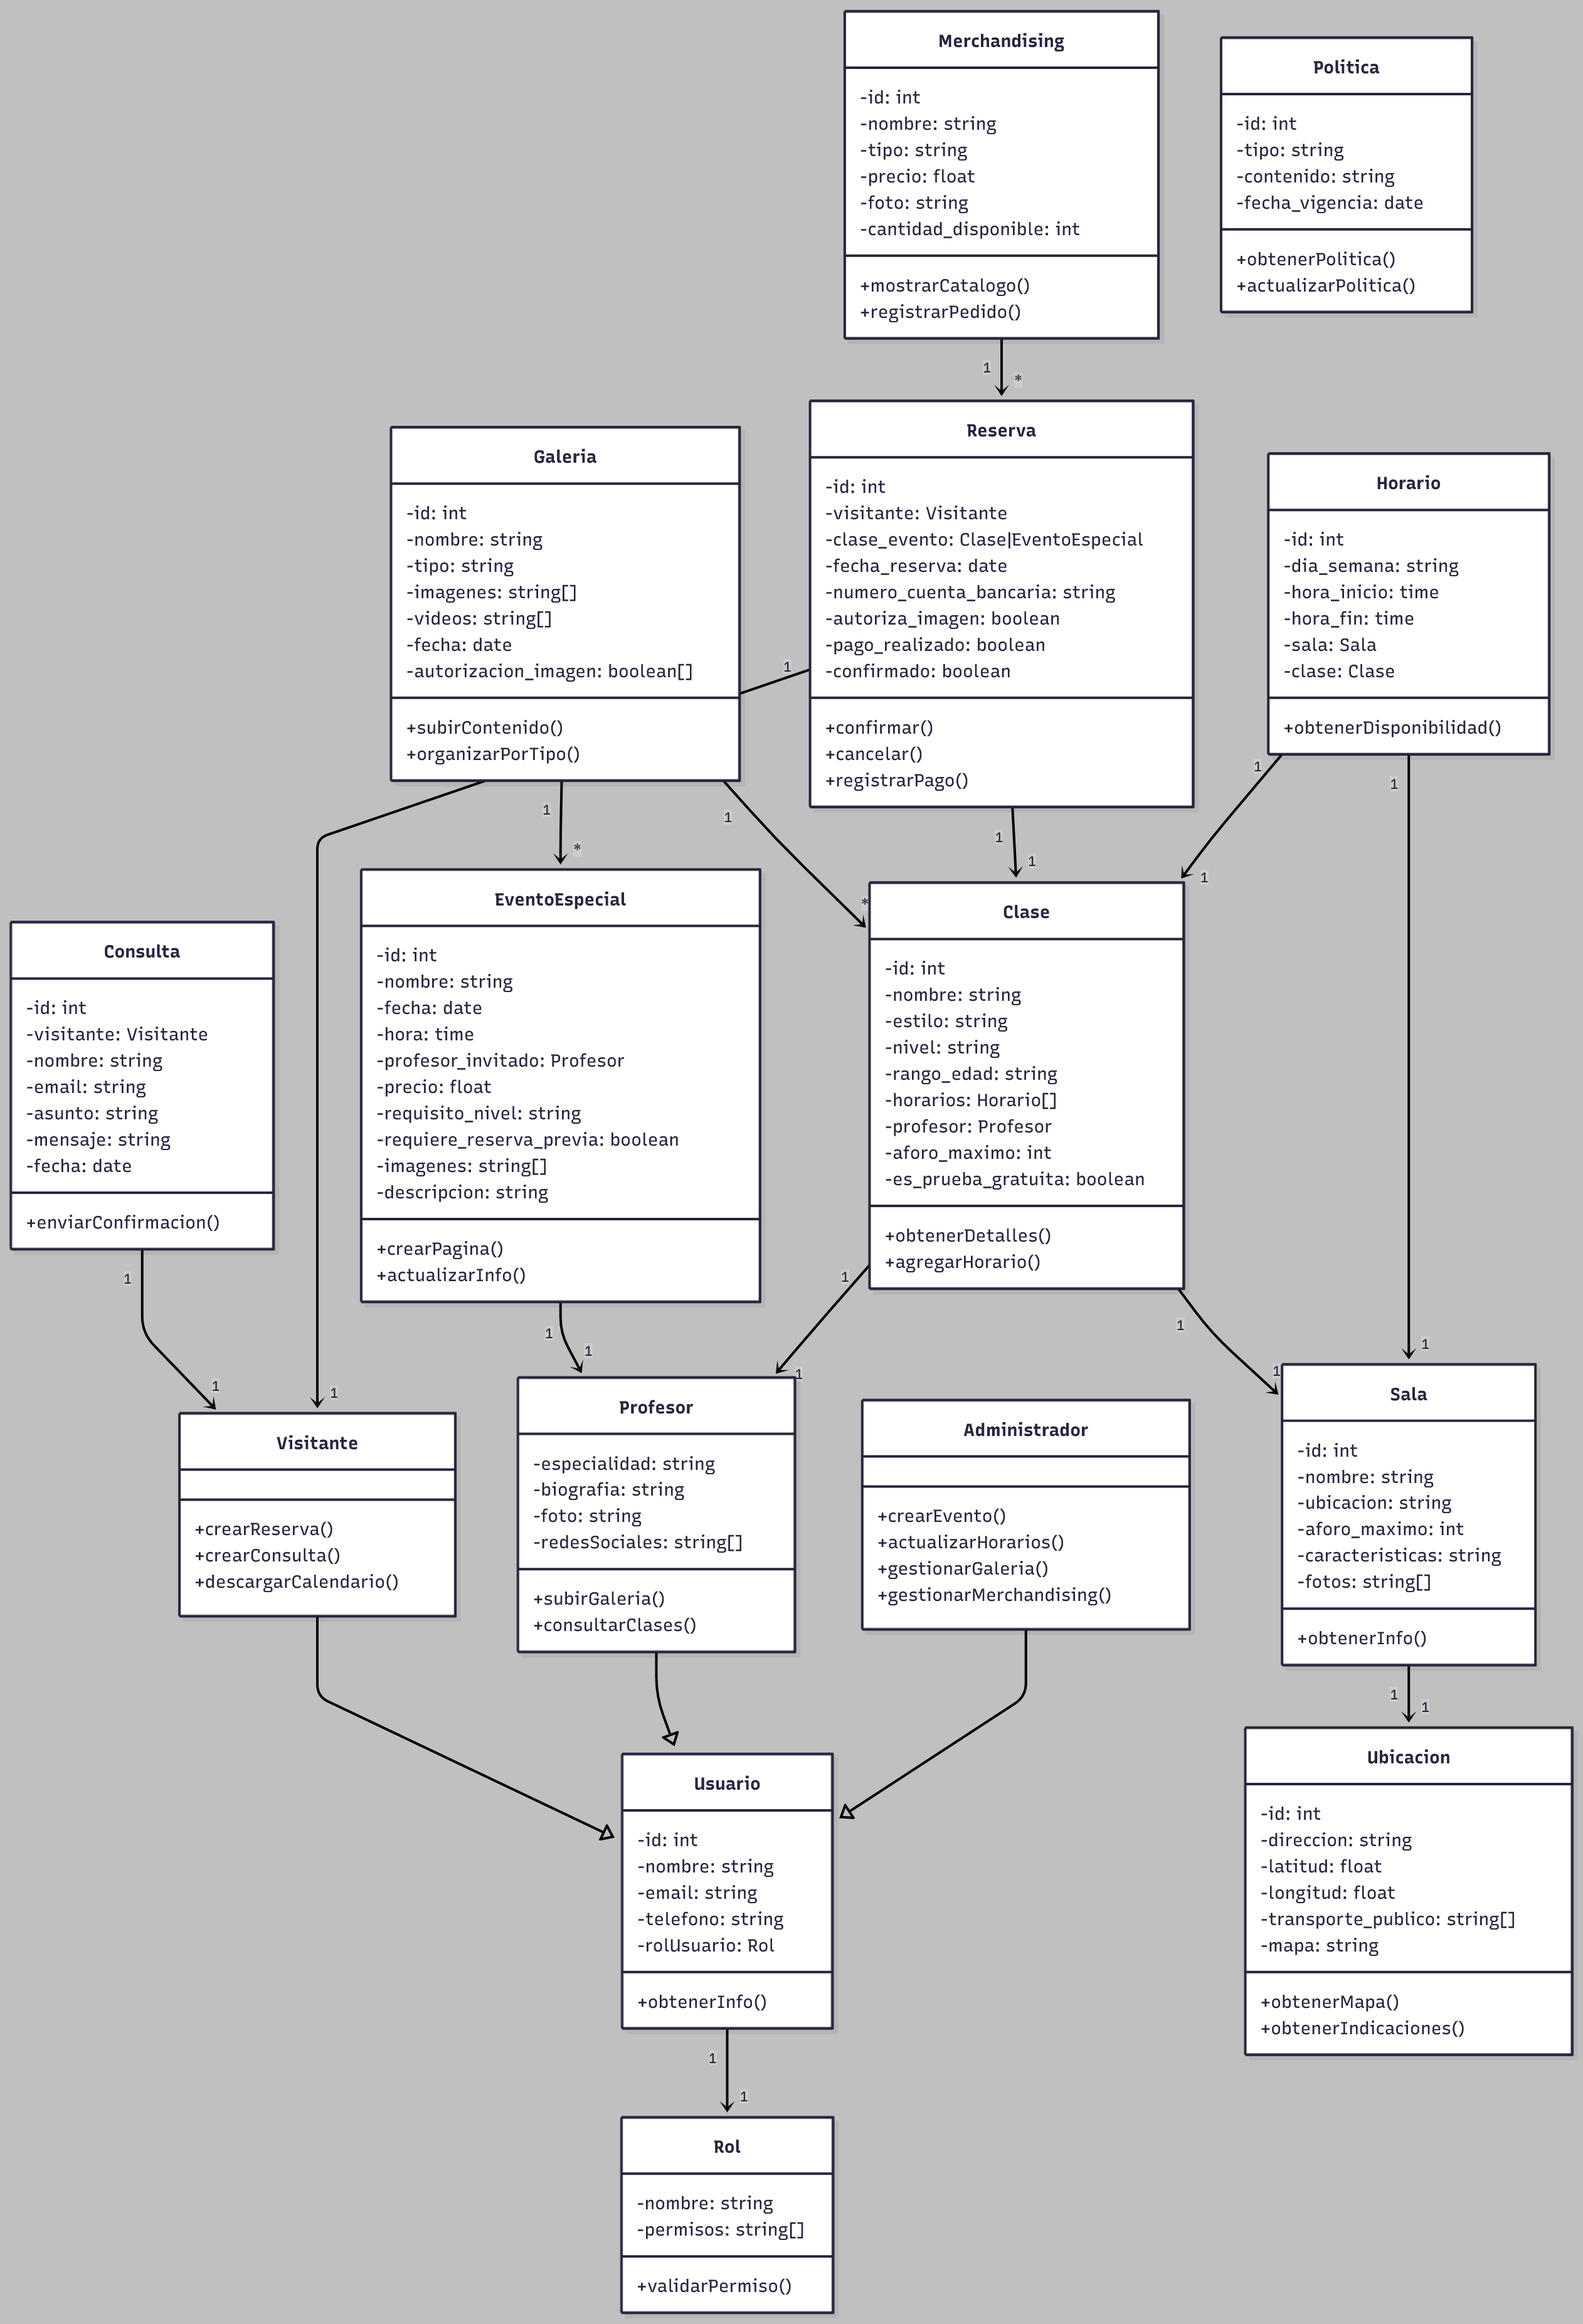 Merchandising
-id: int
-nombre: string
-tipo: string
-precio: float
-foto: string
-cantidad_disponible: int
+mostrarCatalogo()
+registrarPedido()
Politica
-id: int
-tipo: string
-contenido: string
-fecha_vigencia: date
+obtenerPolitica()
+actualizarPolitica()
1
*
Galeria
-id: int
-nombre: string
-tipo: string
-imagenes: string[]
-videos: string[]
-fecha: date
-autorizacion_imagen: boolean[]
+subirContenido()
+organizarPorTipo()
Reserva
-id: int
-visitante: Visitante
-clase_evento: Clase|EventoEspecial
-fecha_reserva: date
-numero_cuenta_bancaria: string
-autoriza_imagen: boolean
-pago_realizado: boolean
-confirmado: boolean
+confirmar()
+cancelar()
+registrarPago()
Horario
-id: int
-dia_semana: string
-hora_inicio: time
-hora_fin: time
-sala: Sala
-clase: Clase
+obtenerDisponibilidad()
1
1
*
1
*
1
1
1
1
1
Consulta
-id: int
-visitante: Visitante
-nombre: string
-email: string
-asunto: string
-mensaje: string
-fecha: date
+enviarConfirmacion()
EventoEspecial
-id: int
-nombre: string
-fecha: date
-hora: time
-profesor_invitado: Profesor
-precio: float
-requisito_nivel: string
-requiere_reserva_previa: boolean
-imagenes: string[]
-descripcion: string
+crearPagina()
+actualizarInfo()
Clase
-id: int
-nombre: string
-estilo: string
-nivel: string
-rango_edad: string
-horarios: Horario[]
-profesor: Profesor
-aforo_maximo: int
-es_prueba_gratuita: boolean
+obtenerDetalles()
+agregarHorario()
1
1
1
1
1
1
1
1
1
1
Visitante
+crearReserva()
+crearConsulta()
+descargarCalendario()
Profesor
-especialidad: string
-biografia: string
-foto: string
-redesSociales: string[]
+subirGaleria()
+consultarClases()
Administrador
+crearEvento()
+actualizarHorarios()
+gestionarGaleria()
+gestionarMerchandising()
Sala
-id: int
-nombre: string
-ubicacion: string
-aforo_maximo: int
-caracteristicas: string
-fotos: string[]
+obtenerInfo()
1
1
Usuario
-id: int
-nombre: string
-email: string
-telefono: string
-rolUsuario: Rol
+obtenerInfo()
Ubicacion
-id: int
-direccion: string
-latitud: float
-longitud: float
-transporte_publico: string[]
-mapa: string
+obtenerMapa()
+obtenerIndicaciones()
1
1
Rol
-nombre: string
-permisos: string[]
+validarPermiso()